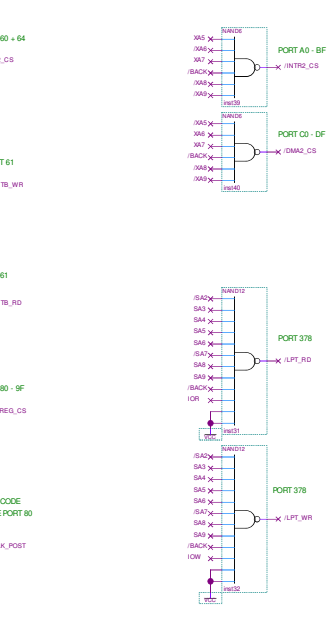 60 + 64
_CS
T 61
TB_WR
61
TB_RD
80 - 9F
REG_CS
CODE
E PORT 80
K_POST
NAND6
XA5
/XA6
XA7
/BACK
/XA8
/XA9
inst39
PORT A0 - BF
/INTR2_CS
NAND6
/XA5
XA6
XA7
/BACK
/XA8
/XA9
inst40
PORT C0 - DF
/DMA2_CS
NAND12
/SA2
SA3
SA4
SA5
SA6
/SA7
SA8
SA9
/BACK
IOR
VCC
inst31
PORT 378
/LPT_RD
NAND12
/SA2
SA3
SA4
SA5
SA6
/SA7
SA8
SA9
/BACK
IOW
VCC
inst32
PORT 378
/LPT_WR